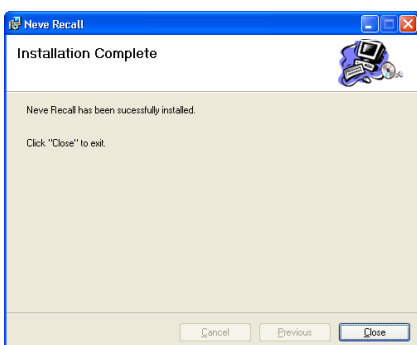 Neve Recall
Installation Complete
Neve Recall has been sucessfully installed.
Click "Close" to exit.
Cancel Previous Close